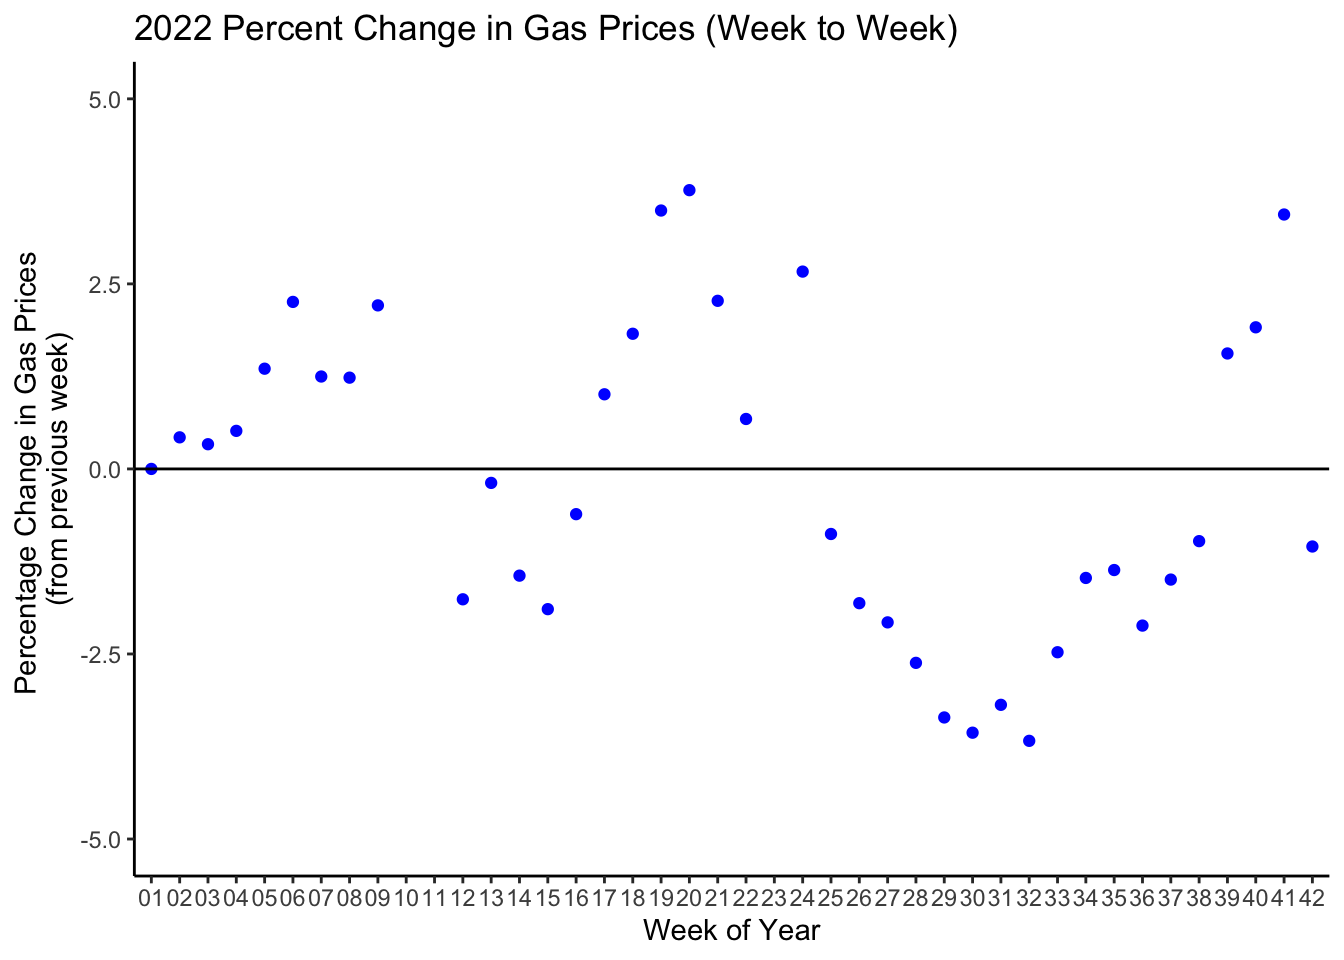 2022 Percent Change in Gas Prices (Week to Week)
Percentage Change in Gas Prices
(from previous week)
5.0
2.5
0.0
-2.5
-5.0
01 02 03 04 05 06 07 08 09 10 11 12 13 14 15 16 17 18 19 20 21 22 23 24 25 26 27 28 29 30 31 32 33 34 35 36 37 38 39 40 41 42
Week of Year